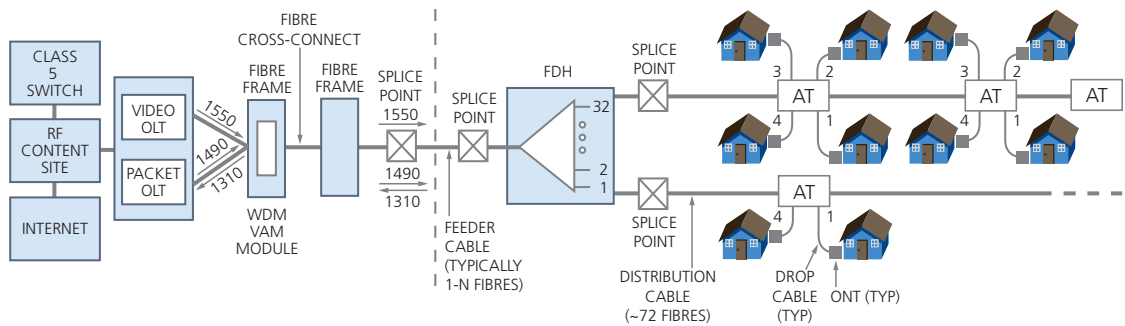 CLASS
5
SWITCH
RF
CONTENT
SITE
INTERNET
VIDEO
OLT
PACKET
OLT
1550
1490
1310
FIBRE
FRAME
WDM
VAM
MODULE
FIBRE
CROSS-CONNECT
FIBRE
FRAME
SPLICE
POINT
1550
1490
1310
SPLICE
POINT
FEEDER
CABLE
(TYPICALLY
1-N FIBRES)
FDH
32
2
1
SPLICE
POINT
AT
3
2
4
1
AT
3
2
4
1
AT
SPLICE
POINT
DISTRIBUTION
CABLE
(~72 FIBRES)
AT
4
1
DROP
CABLE
(TYP)
ONT (TYP)